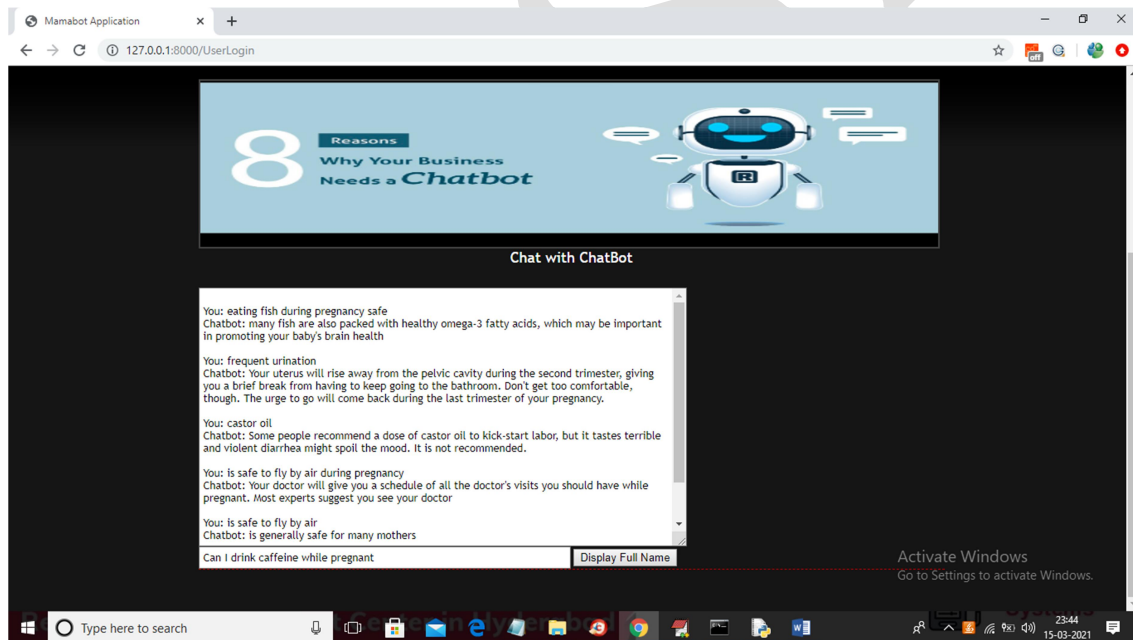 Mamabot Application
127.0.0.1:8000/UserLogin
off
8
Reasons
Why Your Business
Needs a Chatbot
R
Chat with ChatBot
You: eating fish during pregnancy safe
Chatbot: many fish are also packed with healthy omega-3 fatty acids, which may be important
in promoting your baby's brain health
You: frequent urination
Chatbot: Your uterus will rise away from the pelvic cavity during the second trimester, giving
you a brief break from having to keep going to the bathroom. Don't get too comfortable,
though. The urge to go will come back during the last trimester of your pregnancy.
You: castor oil
Chatbot: Some people recommend a dose of castor oil to kick-start labor, but it tastes terrible
and violent diarrhea might spoil the mood. It is not recommended.
You: is safe to fly by air during pregnancy
Chatbot: Your doctor will give you a schedule of all the doctor's visits you should have while
pregnant. Most experts suggest you see your doctor
You: is safe to fly by air
Chatbot: is generally safe for many mothers
Can I drink caffeine while pregnant
Display Full Name
Activate Windows
Go to Settings to activate Windows.
Systems
Type here to search
23:44
15-03-2021